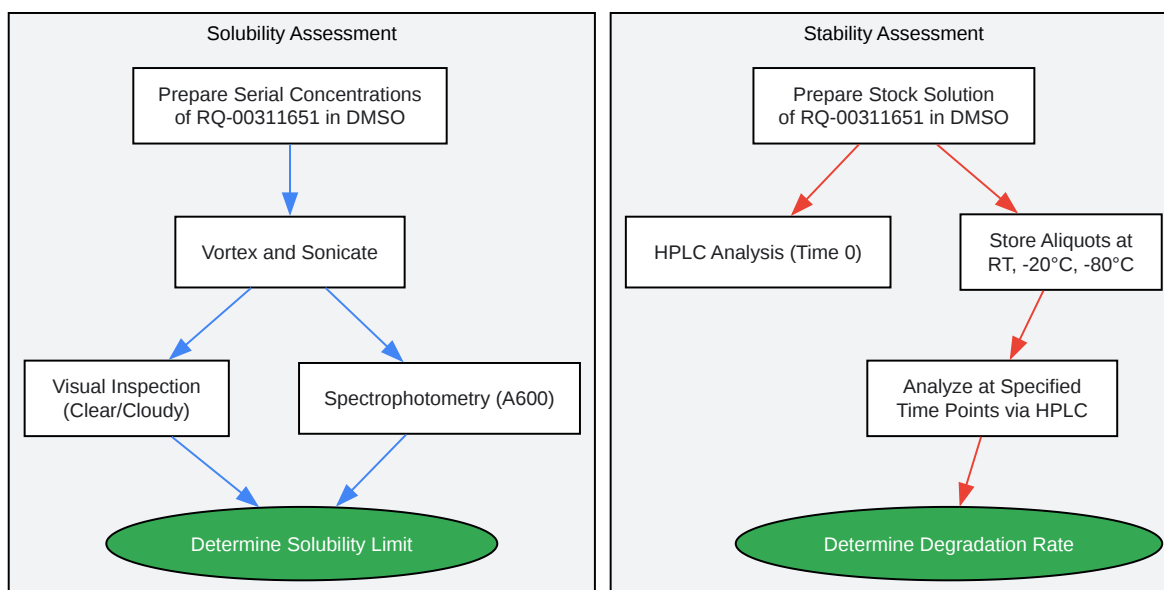 Solubility Assessment
Prepare Serial Concentrations
of RQ-00311651 in DMSO
Vortex and Sonicate
Visual Inspection
(Clear/Cloudy)
Spectrophotometry (A600)
Determine Solubility Limit
Stability Assessment
Prepare Stock Solution
of RQ-00311651 in DMSO
HPLC Analysis (Time 0)
Store Aliquots at
RT, -20°C, -80°C
Analyze at Specified
Time Points via HPLC
Determine Degradation Rate